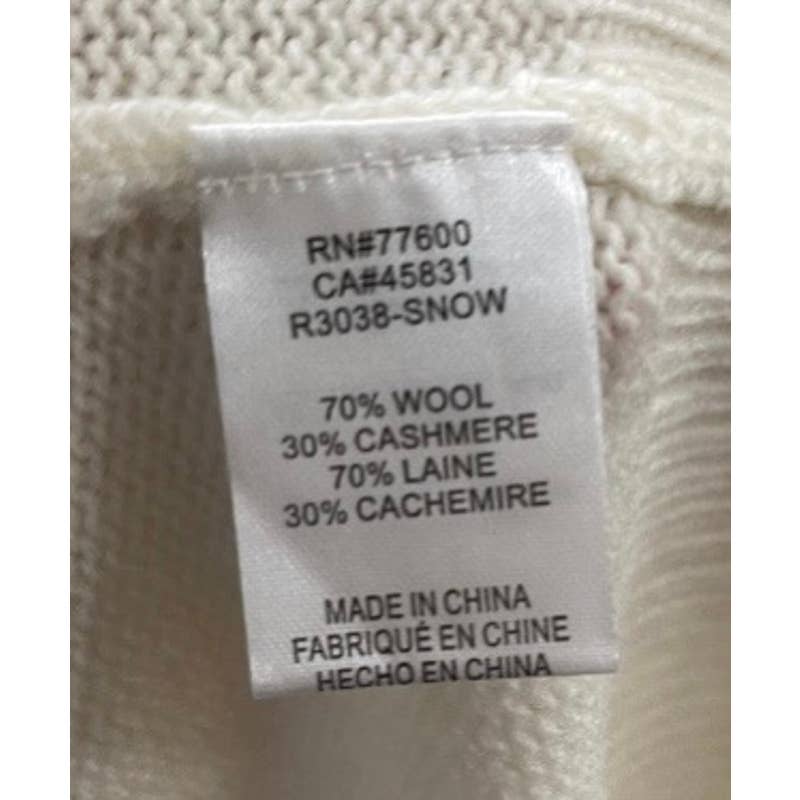 RN#77600
CA#45831
R3038-SNOW
70% WOOL
30% CASHMERE
70% LAINE
30% CACHEMIRE
MADE IN CHINA
FABRIQUÉ EN CHINE
HECHO EN CHINA